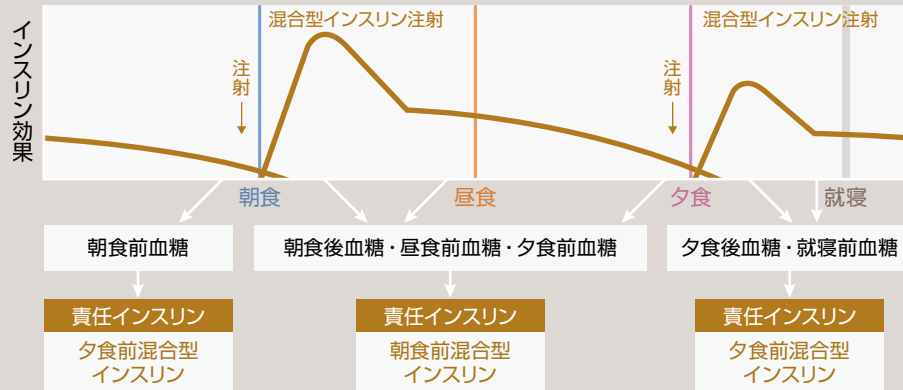 インスリン効果
混合型インスリン注射
混合型インスリン注射
注射
注射
朝食
昼食
夕食
就寝
朝食前血糖
朝食後血糖・昼食前血糖・夕食前血糖
夕食後血糖・就寝前血糖
責任インスリン
夕食前混合型
インスリン
責任インスリン
朝食前混合型
インスリン
責任インスリン
夕食前混合型
インスリン